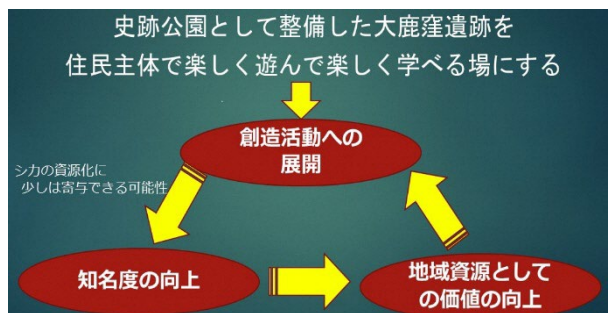 史跡公園として整備した大鹿窪遺跡を
住民主体で楽しく遊んで楽しく学べる場にする
創造活動への
展開
シカの資源化に
少しは寄与できる可能性
知名度の向上
地域資源として
の価値の向上